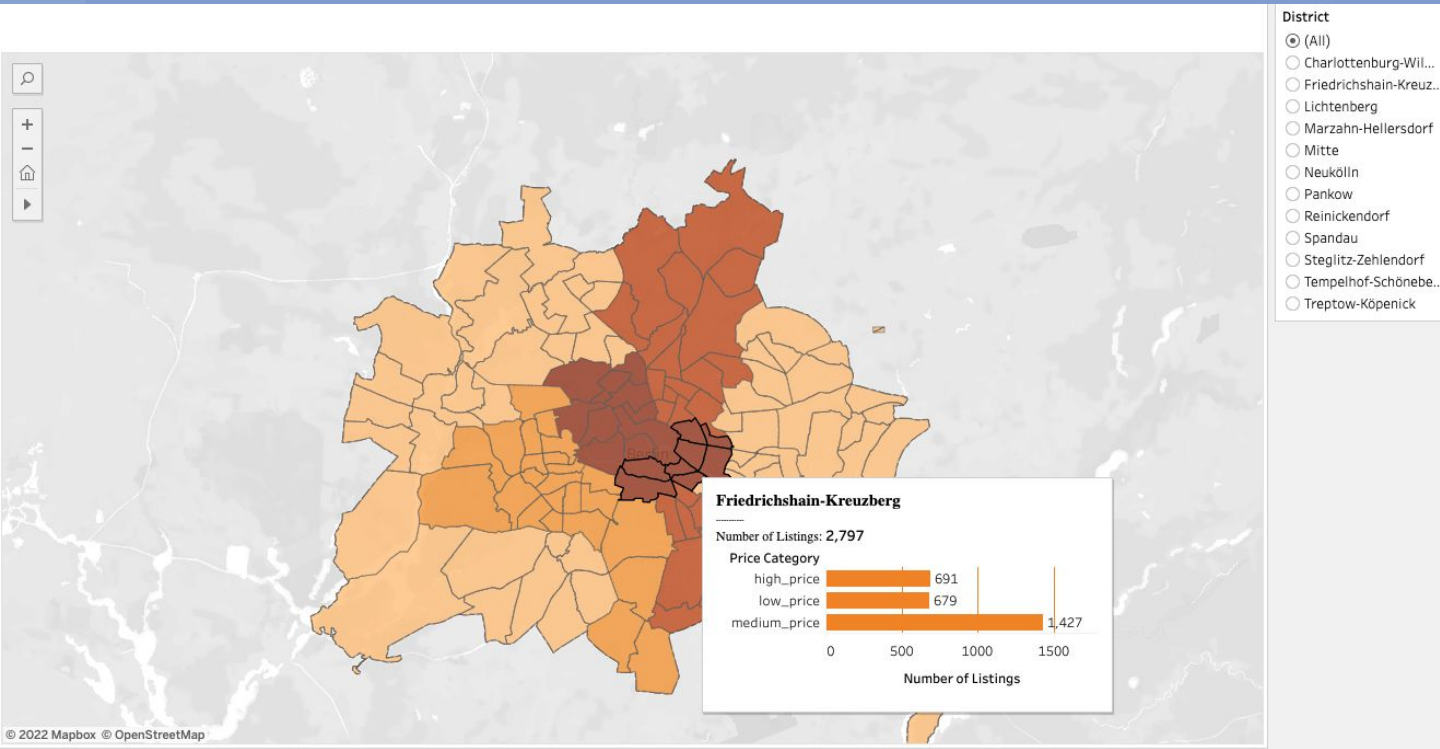 District
(All)
Charlottenburg-Wil...
Friedrichshain-Kreuz..
Lichtenberg
Marzahn-Hellersdorf
Mitte
Neukölln
Pankow
Reinickendorf
Spandau
Steglitz-Zehlendorf
Tempelhof-Schönebe..
Treptow-Köpenick
+
−
Berlin
Friedrichshain-Kreuzberg
-----------
Number of Listings: 2,797
Price Category
high_price 691
low_price 679
medium_price 1,427
0 500 1000 1500
Number of Listings
© 2022 Mapbox © OpenStreetMap